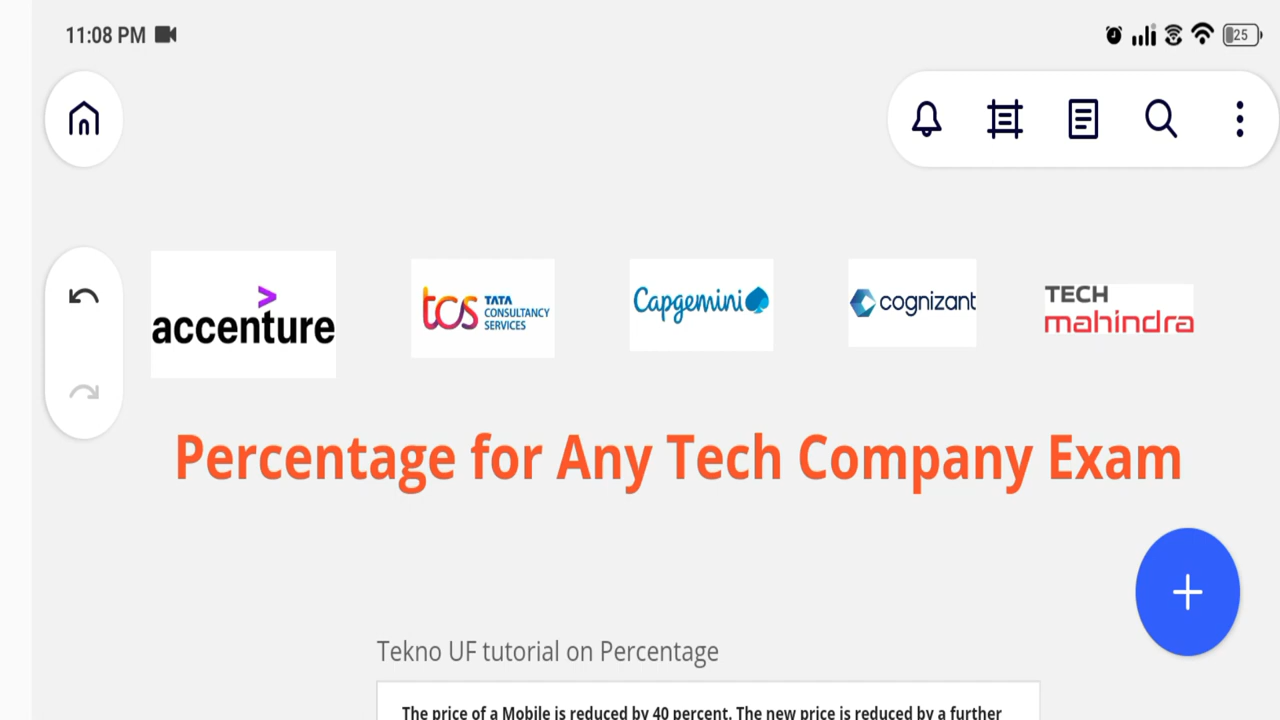 11:08 PM
25
accenture
tcs TATA CONSULTANCY SERVICES
Capgemini
cognizant
TECH mahindra
Percentage for Any Tech Company Exam
Tekno UF tutorial on Percentage
The price of a Mobile is reduced by 40 percent. The new price is reduced by a further